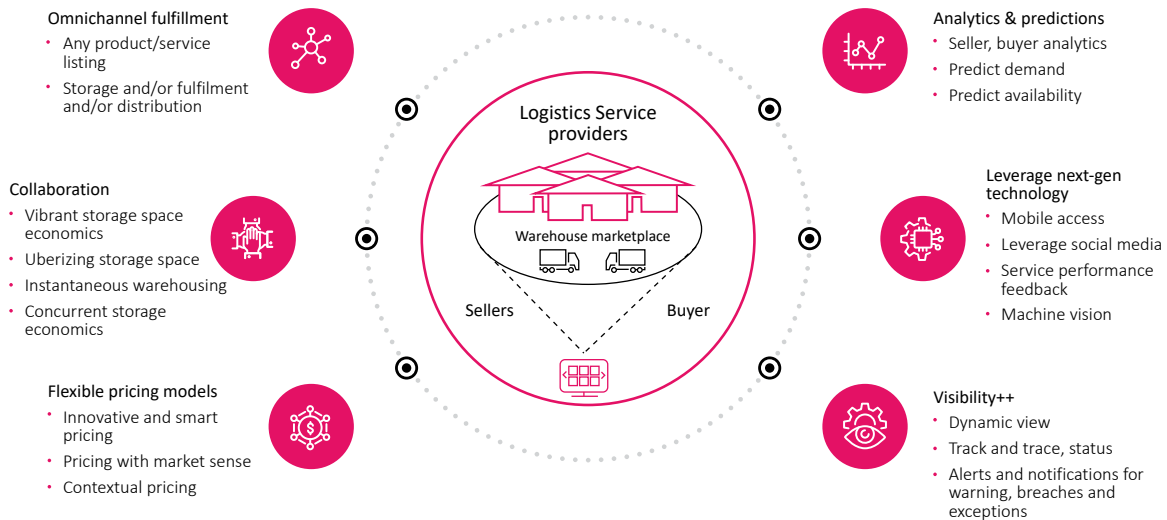 Omnichannel fulfillment
• Any product/service
listing
• Storage and/or fulfilment
and/or distribution
Collaboration
• Vibrant storage space
economics
• Uberizing storage space
• Instantaneous warehousing
• Concurrent storage
economics
Flexible pricing models
• Innovative and smart
pricing
• Pricing with market sense
• Contextual pricing
Logistics Service
providers
Warehouse marketplace
Sellers
Buyer
Analytics & predictions
• Seller, buyer analytics
• Predict demand
• Predict availability
Leverage next-gen
technology
• Mobile access
• Leverage social media
• Service performance
feedback
• Machine vision
Visibility++
• Dynamic view
• Track and trace, status
• Alerts and notifications for
warning, breaches and
exceptions